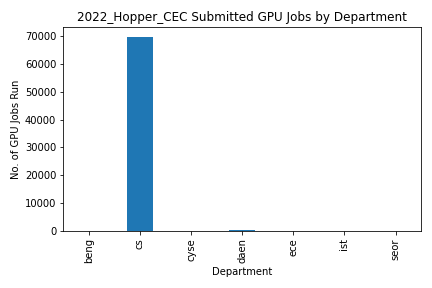 2022_Hopper_CEC Submitted GPU Jobs by Department
No. of GPU Jobs Run
70000
60000
50000
40000
30000
20000
10000
0
beng
cs
cyse
daen
ece
ist
seor
Department